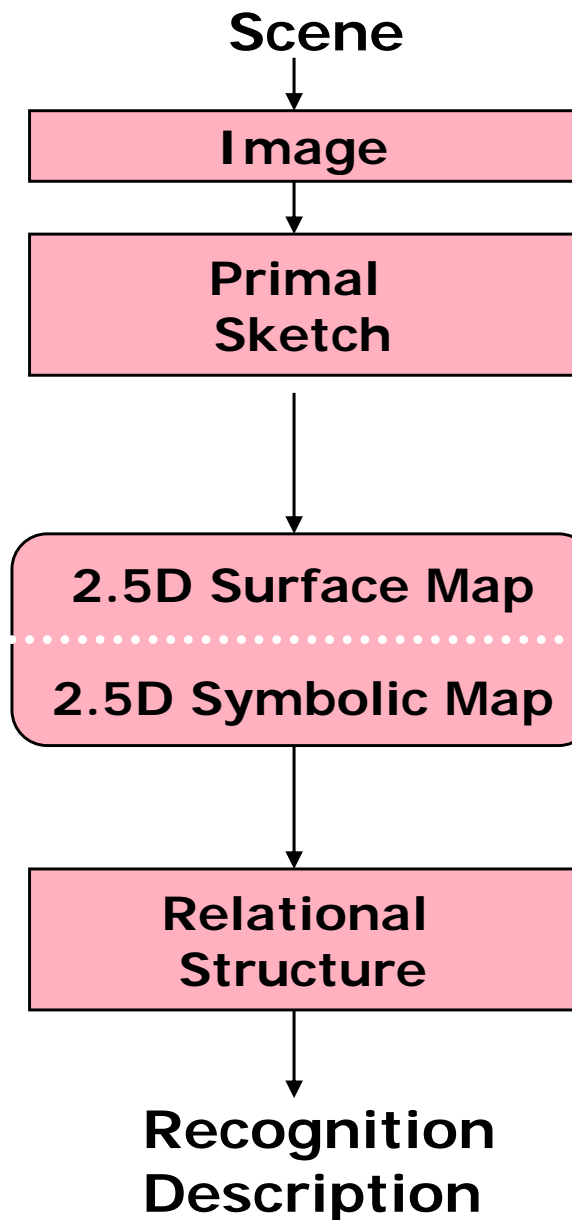 Scene
Image
Primal
Sketch
2.5D Surface Map
2.5D Symbolic Map
Relational
Structure
Recognition
Description